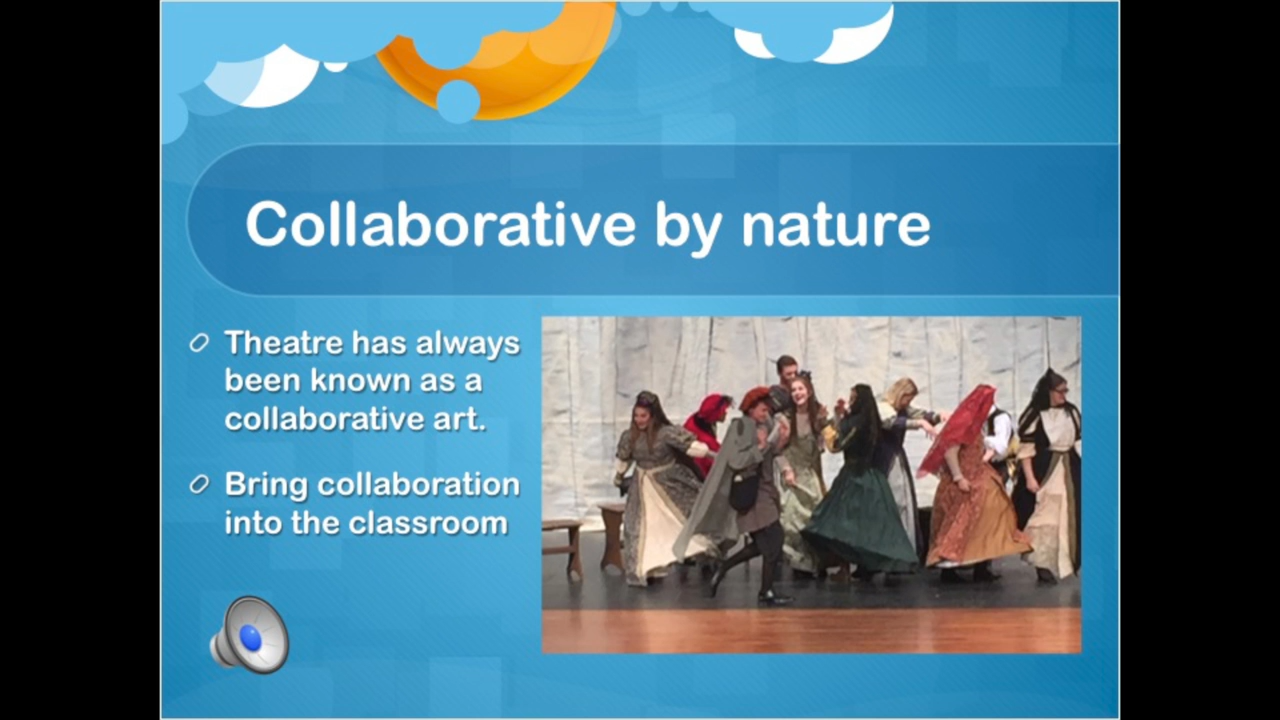 Collaborative by nature
Theatre has always
been known as a
collaborative art.
Bring collaboration
into the classroom